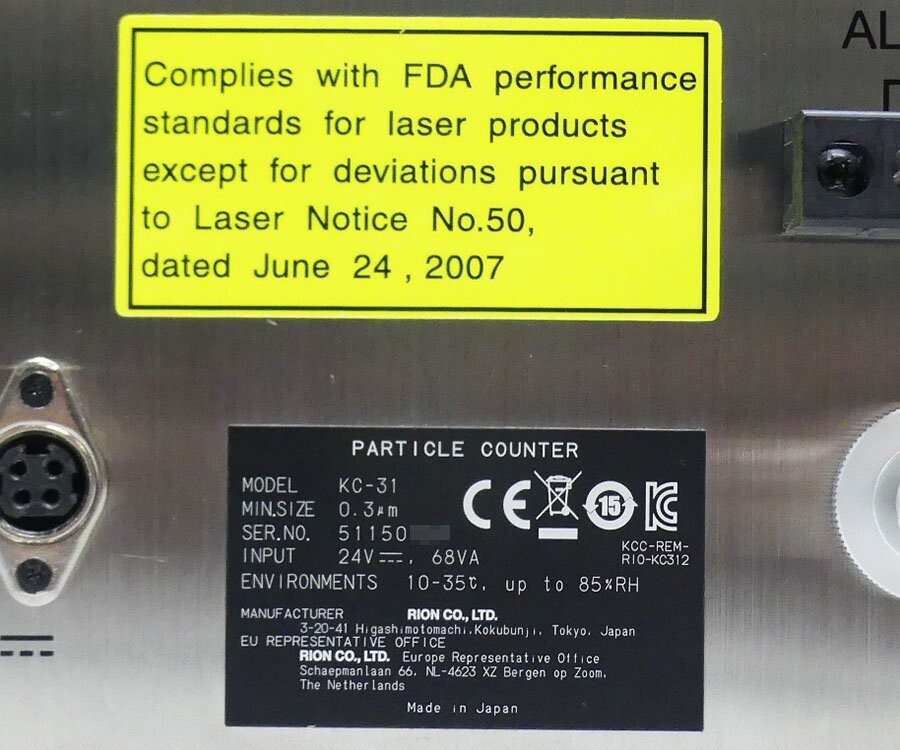 Complies with FDA performance
standards for laser products
except for deviations pursuant
to Laser Notice No.50,
dated June 24 , 2007
AL
PARTICLE COUNTER
MODEL KC-31
MIN.SIZE 0.3μm
SER.NO. 51150
INPUT 24V⎓, 68VA
CE
15
KCC-REM-
RIO-KC312
ENVIRONMENTS 10-35℃, up to 85%RH
MANUFACTURER RION CO., LTD.
3-20-41 Higashimotomachi,Kokubunji, Tokyo, Japan
EU REPRESENTATIVE OFFICE
RION CO., LTD. Europe Representative Office
Schaepmanlaan 66, NL-4623 XZ Bergen op Zoom,
The Netherlands
Made in Japan